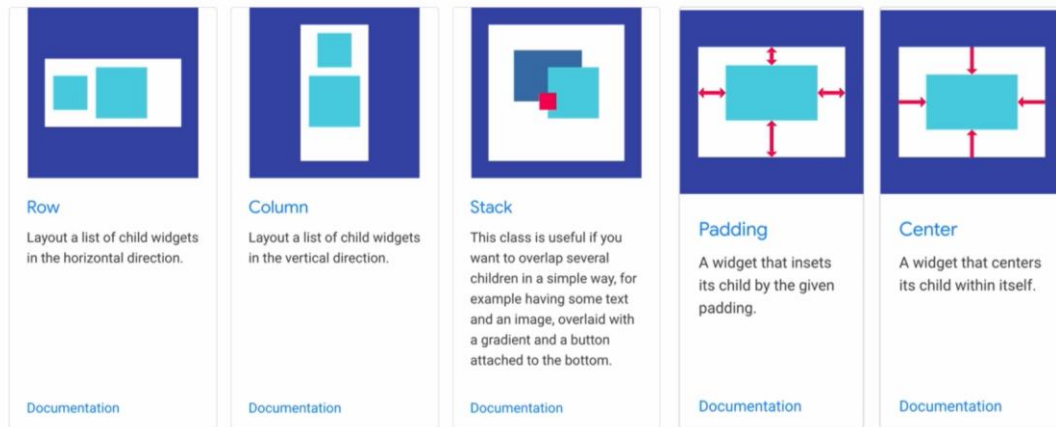 Row
Layout a list of child widgets
in the horizontal direction.
Documentation
Column
Layout a list of child widgets
in the vertical direction.
Documentation
Stack
This class is useful if you
want to overlap several
children in a simple way, for
example having some text
and an image, overlaid with
a gradient and a button
attached to the bottom.
Documentation
Padding
A widget that insets
its child by the given
padding.
Documentation
Center
A widget that centers
its child within itself.
Documentation